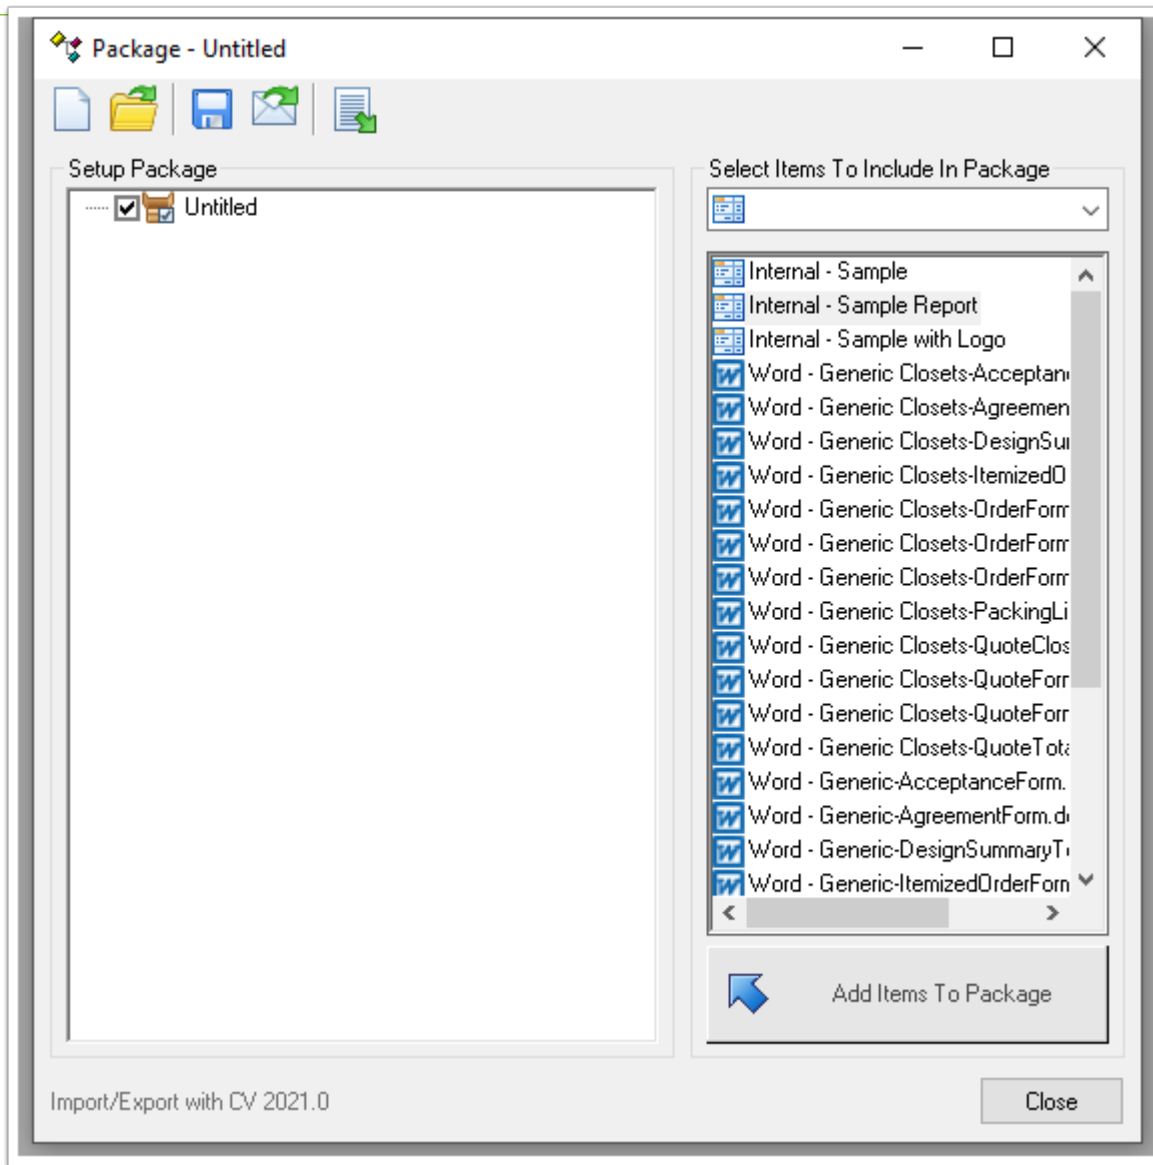 Package - Untitled
Setup Package
Untitled
Select Items To Include In Package
Internal - Sample
Internal - Sample Report
Internal - Sample with Logo
Word - Generic Closets-Acceptan
Word - Generic Closets-Agreemen
Word - Generic Closets-DesignSu
Word - Generic Closets-ItemizedO
Word - Generic Closets-OrderForm
Word - Generic Closets-OrderForm
Word - Generic Closets-OrderForm
Word - Generic Closets-PackingLi
Word - Generic Closets-QuoteClos
Word - Generic Closets-QuoteForm
Word - Generic Closets-QuoteForm
Word - Generic Closets-QuoteTota
Word - Generic-AcceptanceForm.
Word - Generic-AgreementForm.d
Word - Generic-DesignSummaryT
Word - Generic-ItemizedOrderForm
Add Items To Package
Import/Export with CV 2021.0
Close